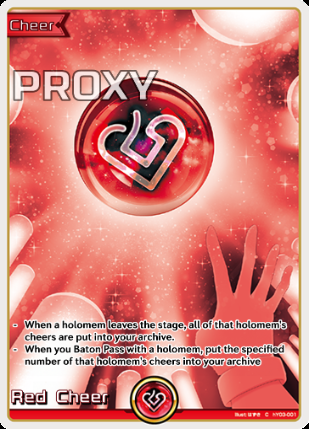 Cheer
PROXY
- When a holomem leaves the stage, all of that holomem's
cheers are put into your archive.
- When you Baton Pass with a holomem, put the specified
number of that holomem's cheers into your archive
Red Cheer
C HY03-001